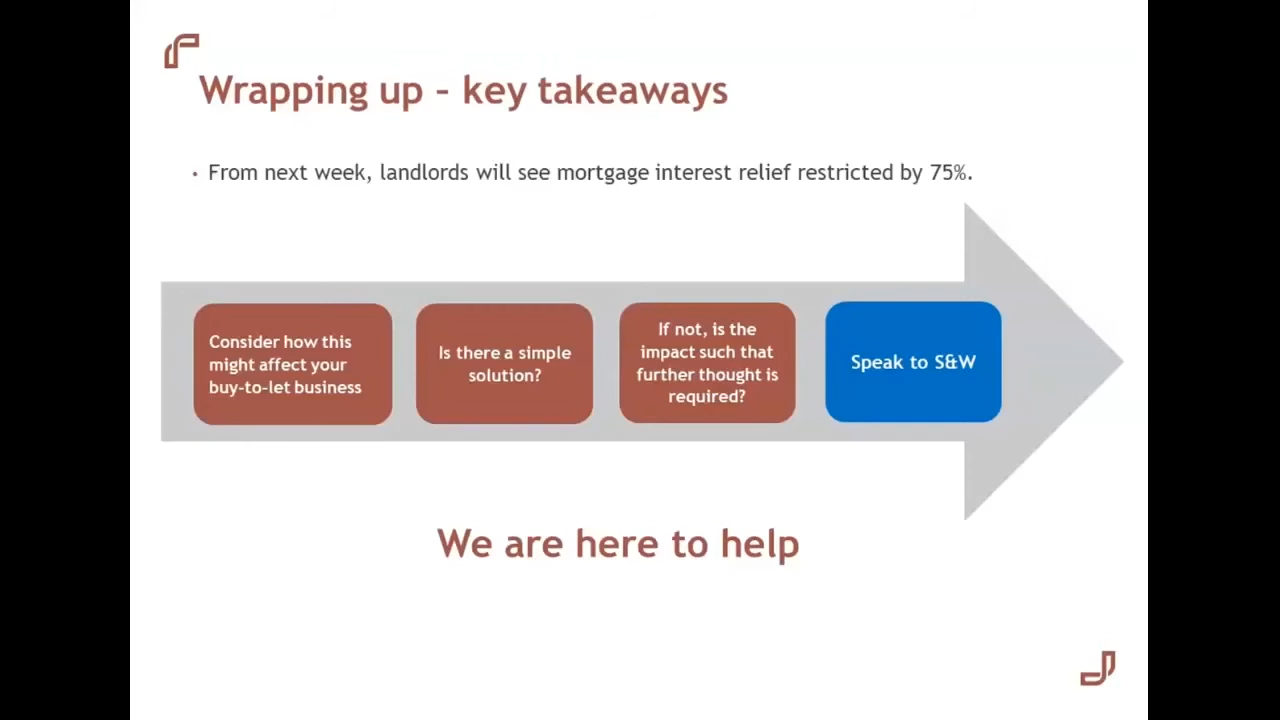 Wrapping up – key takeaways
• From next week, landlords will see mortgage interest relief restricted by 75%.
Consider how this
might affect your
buy-to-let business
Is there a simple
solution?
If not, is the
impact such that
further thought is
required?
Speak to S&W
We are here to help